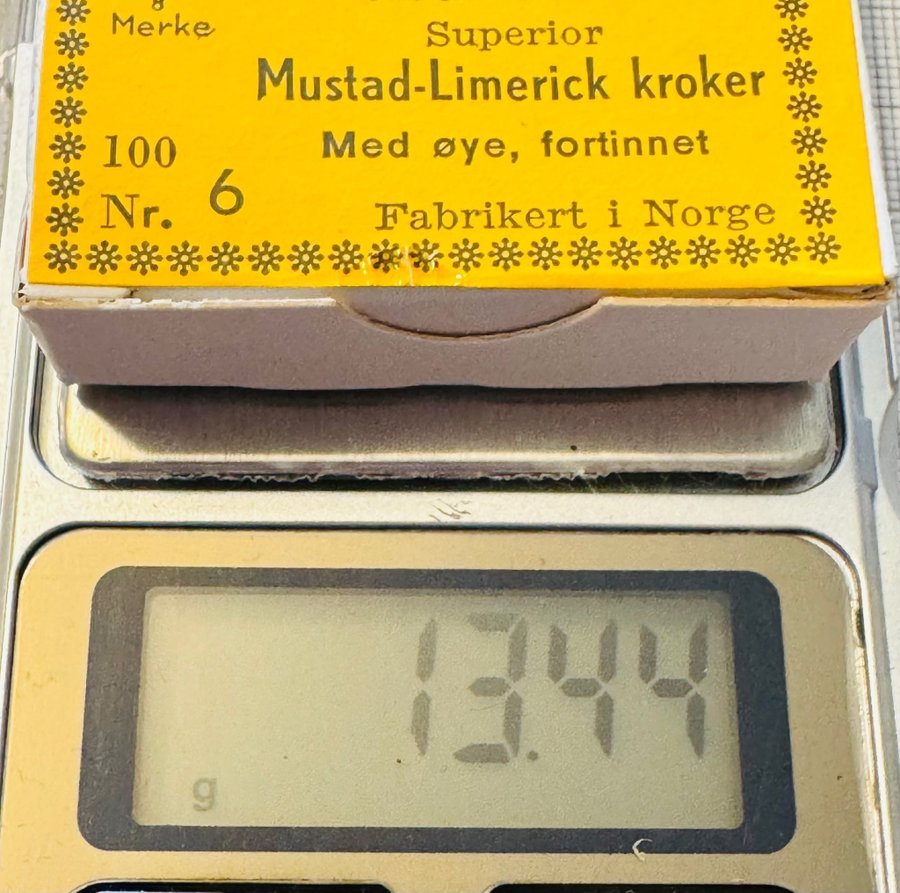 Merke
Superior
Mustad-Limerick kroker
Med øye, fortinnet
100
Nr. 6
Fabrikert i Norge
13.44
g